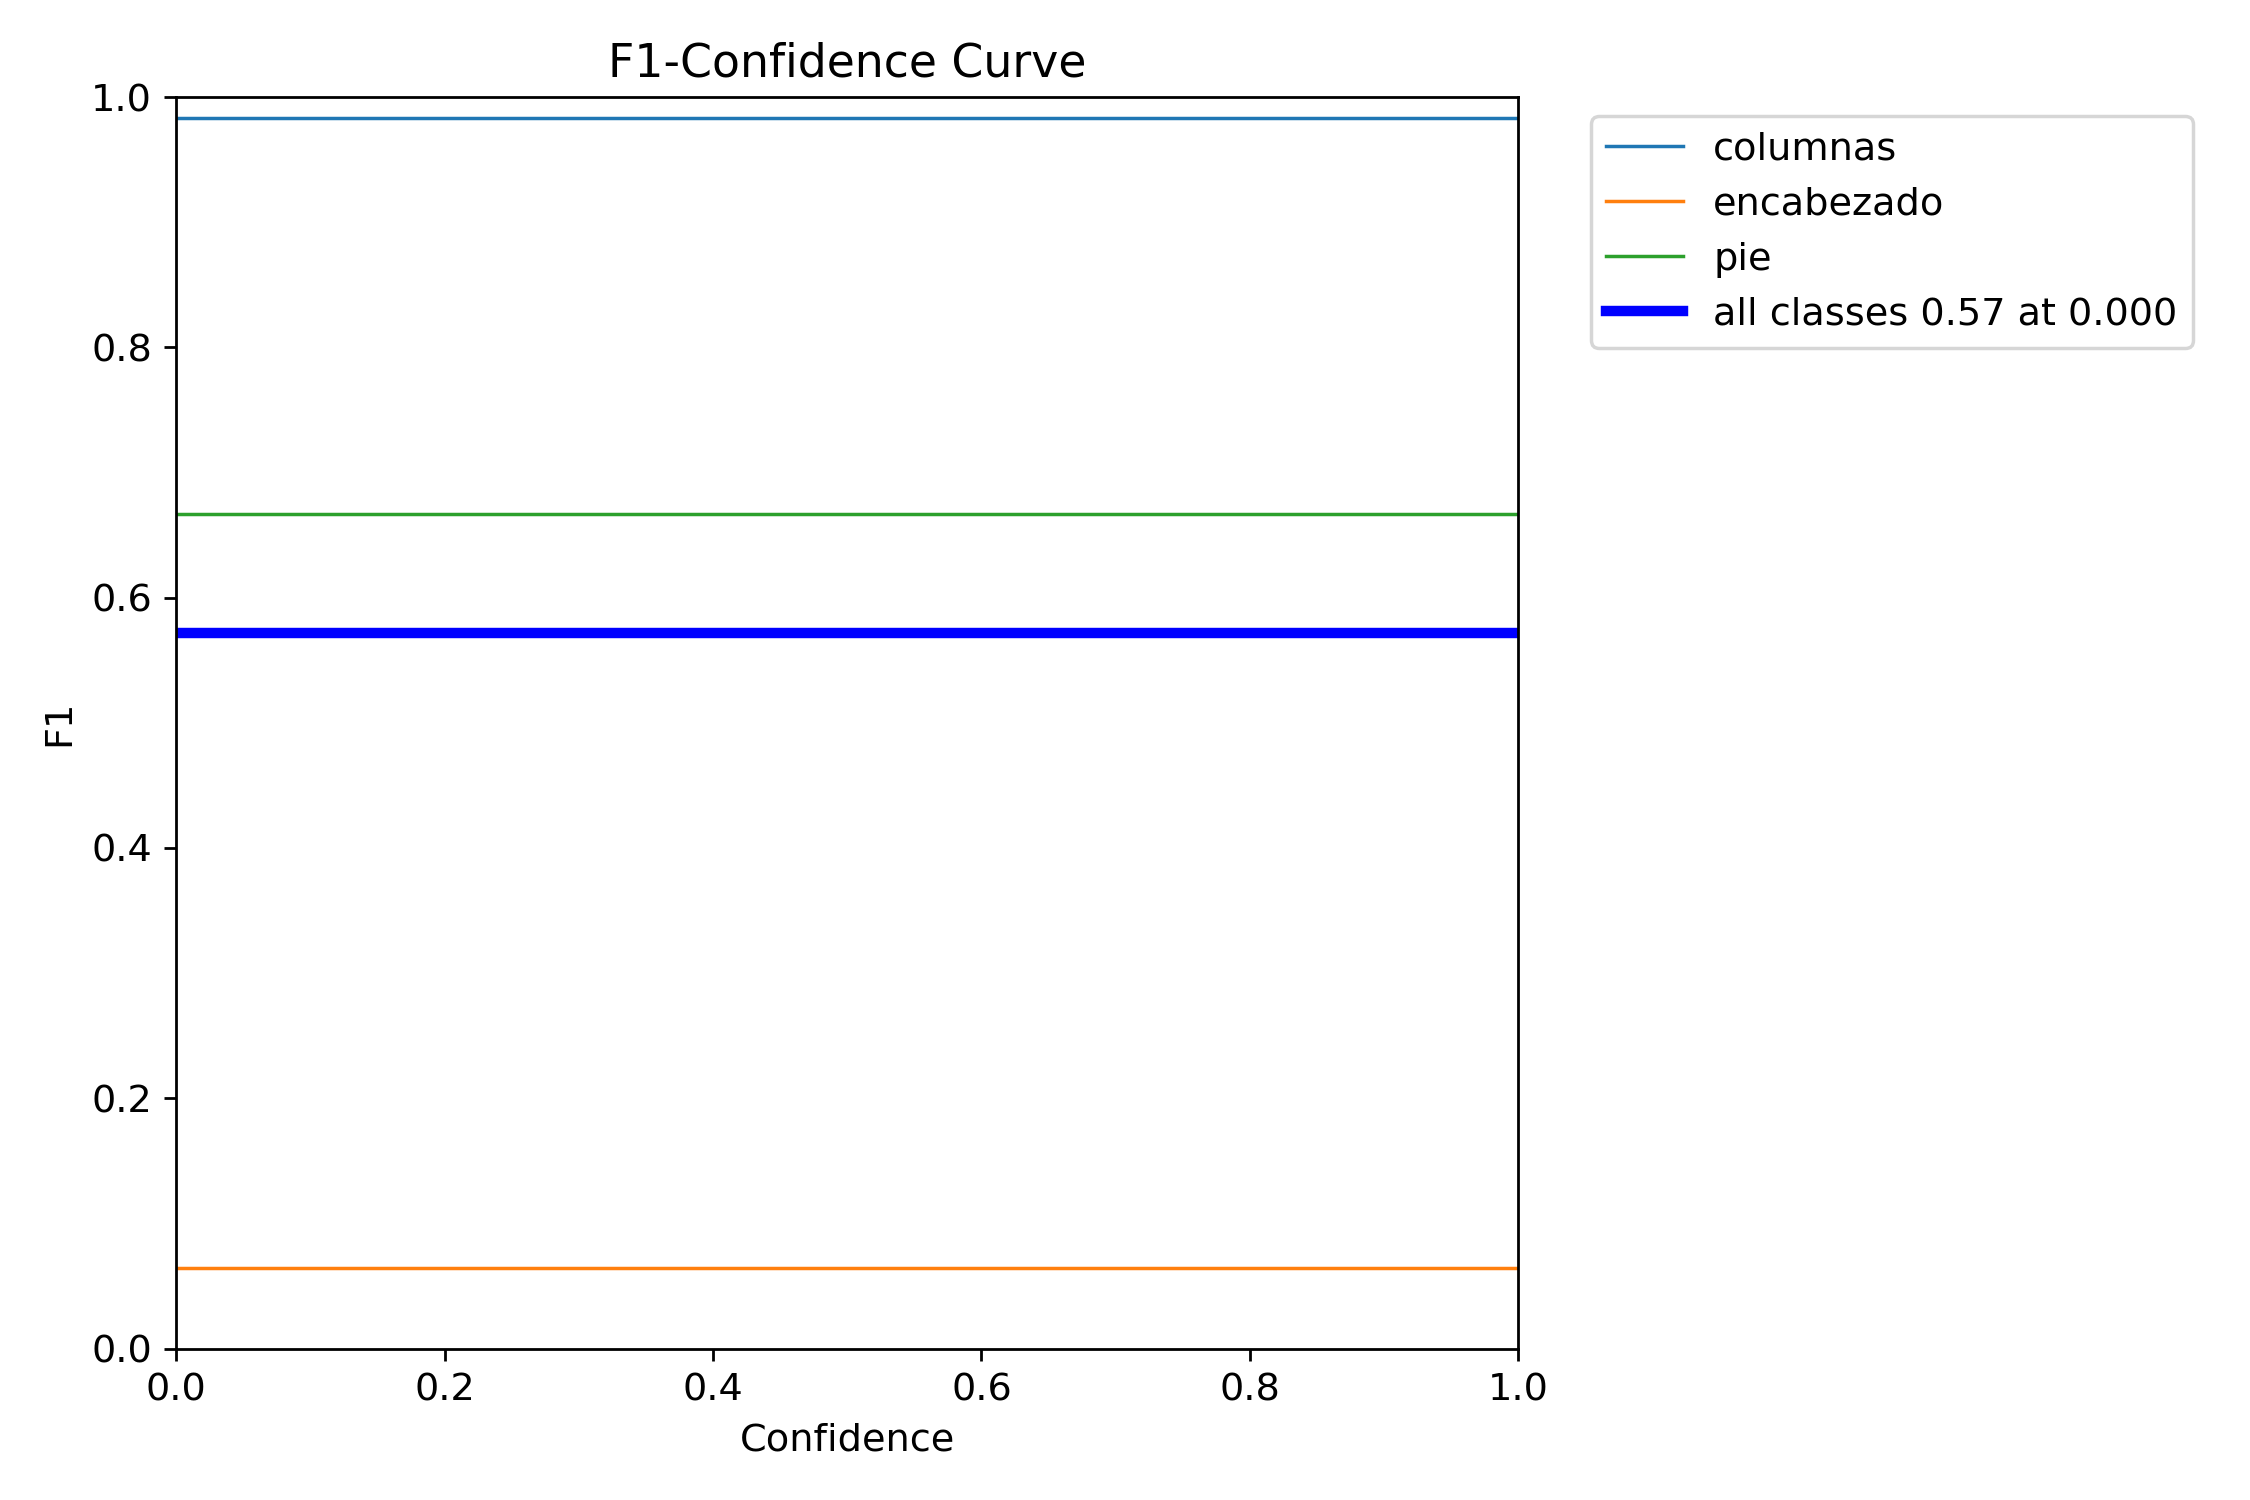 F1-Confidence Curve
1.0
0.8
0.6
0.4
0.2
0.0
F1
0.0 0.2 0.4 0.6 0.8 1.0
Confidence
columnas
encabezado
pie
all classes 0.57 at 0.000